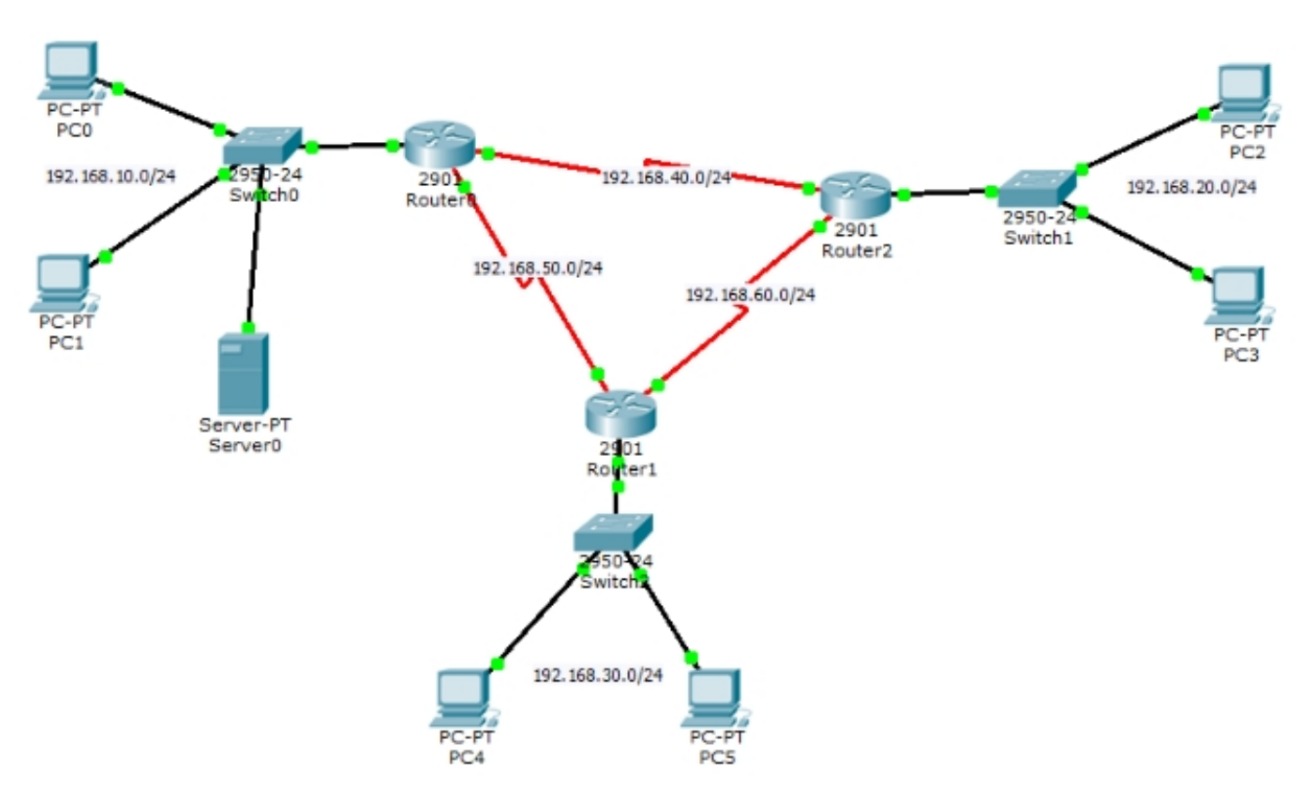 PC-PT
PC0
192.168.10.0/24
2950-24
Switch0
2901
Router0
PC-PT
PC1
Server-PT
Server0
192.168.40.0/24
192.168.50.0/24
192.168.60.0/24
2901
Router2
2950-24
Switch1
PC-PT
PC2
192.168.20.0/24
PC-PT
PC3
2901
Router1
2950-24
Switch2
192.168.30.0/24
PC-PT
PC4
PC-PT
PC5